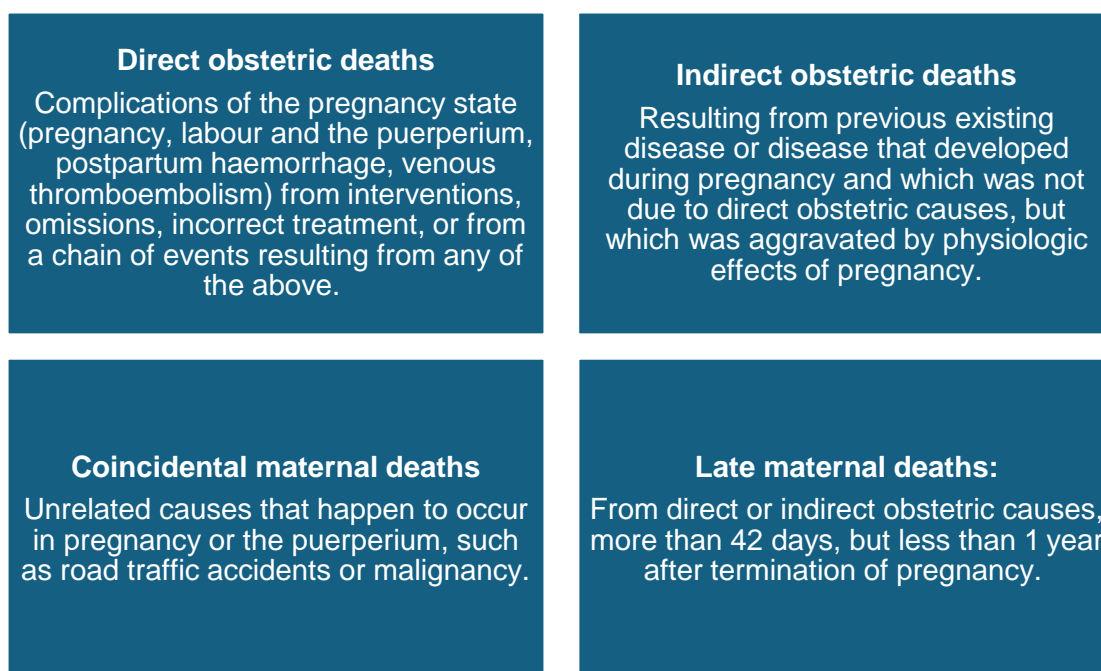 Direct obstetric deaths
Complications of the pregnancy state
(pregnancy, labour and the puerperium,
postpartum haemorrhage, venous
thromboembolism) from interventions,
omissions, incorrect treatment, or from
a chain of events resulting from any of
the above.
Indirect obstetric deaths
Resulting from previous existing
disease or disease that developed
during pregnancy and which was not
due to direct obstetric causes, but
which was aggravated by physiologic
effects of pregnancy.
Coincidental maternal deaths
Unrelated causes that happen to occur
in pregnancy or the puerperium, such
as road traffic accidents or malignancy.
Late maternal deaths:
From direct or indirect obstetric causes,
more than 42 days, but less than 1 year
after termination of pregnancy.